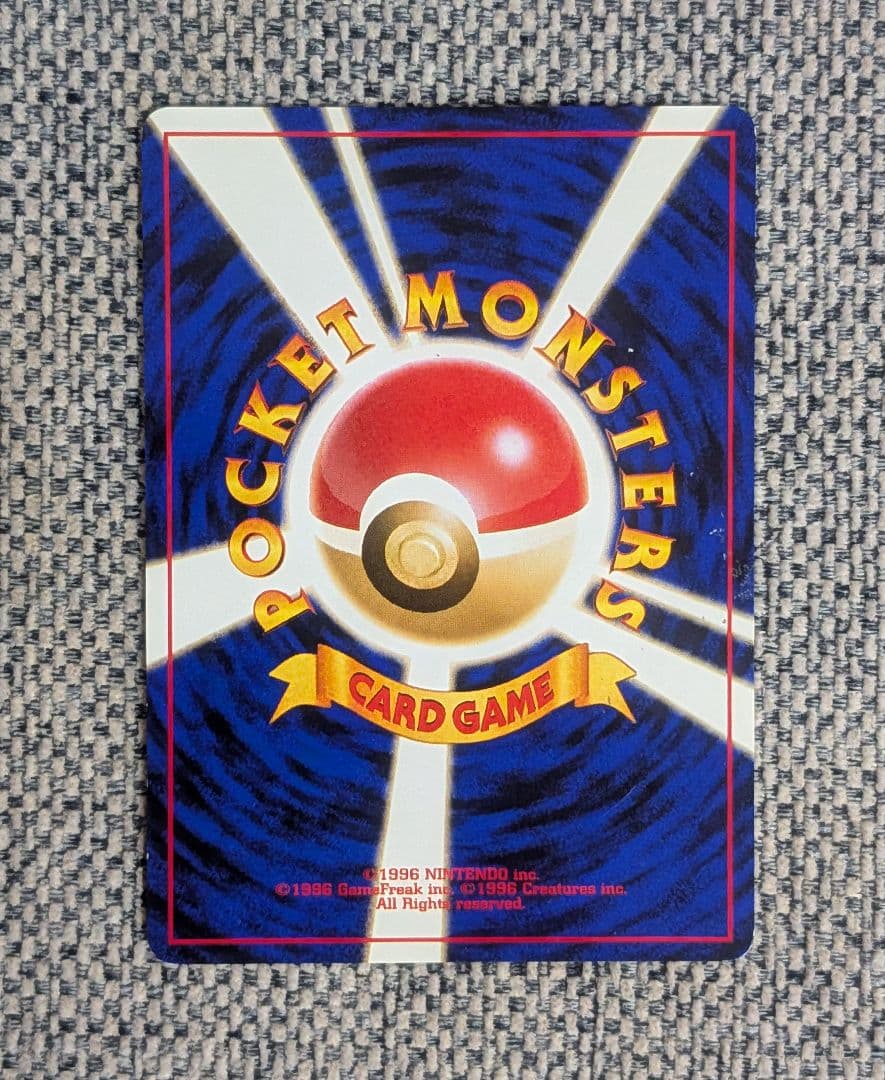 POCKET MONSTERS
CARD GAME
©1996 NINTENDO inc.
©1996 GameFreak inc. ©1996 Creatures inc.
All Rights reserved.